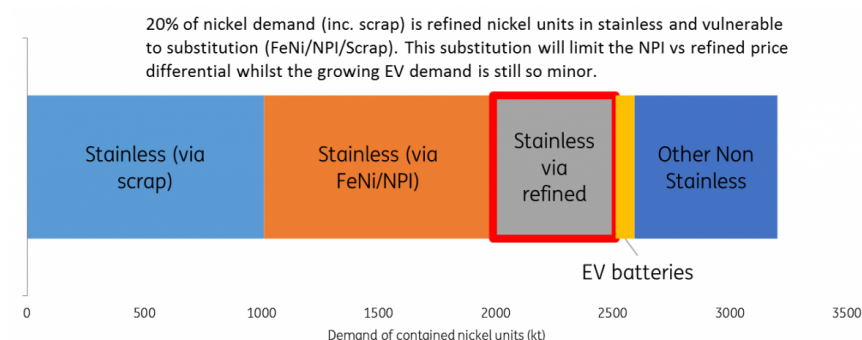 20% of nickel demand (inc. scrap) is refined nickel units in stainless and vulnerable
to substitution (FeNi/NPI/Scrap). This substitution will limit the NPI vs refined price
differential whilst the growing EV demand is still so minor.
Stainless (via
scrap)
Stainless (via
FeNi/NPI)
Stainless
via
refined
Other Non
Stainless
EV batteries
0 500 1000 1500 2000 2500 3000 3500
Demand of contained nickel units (kt)